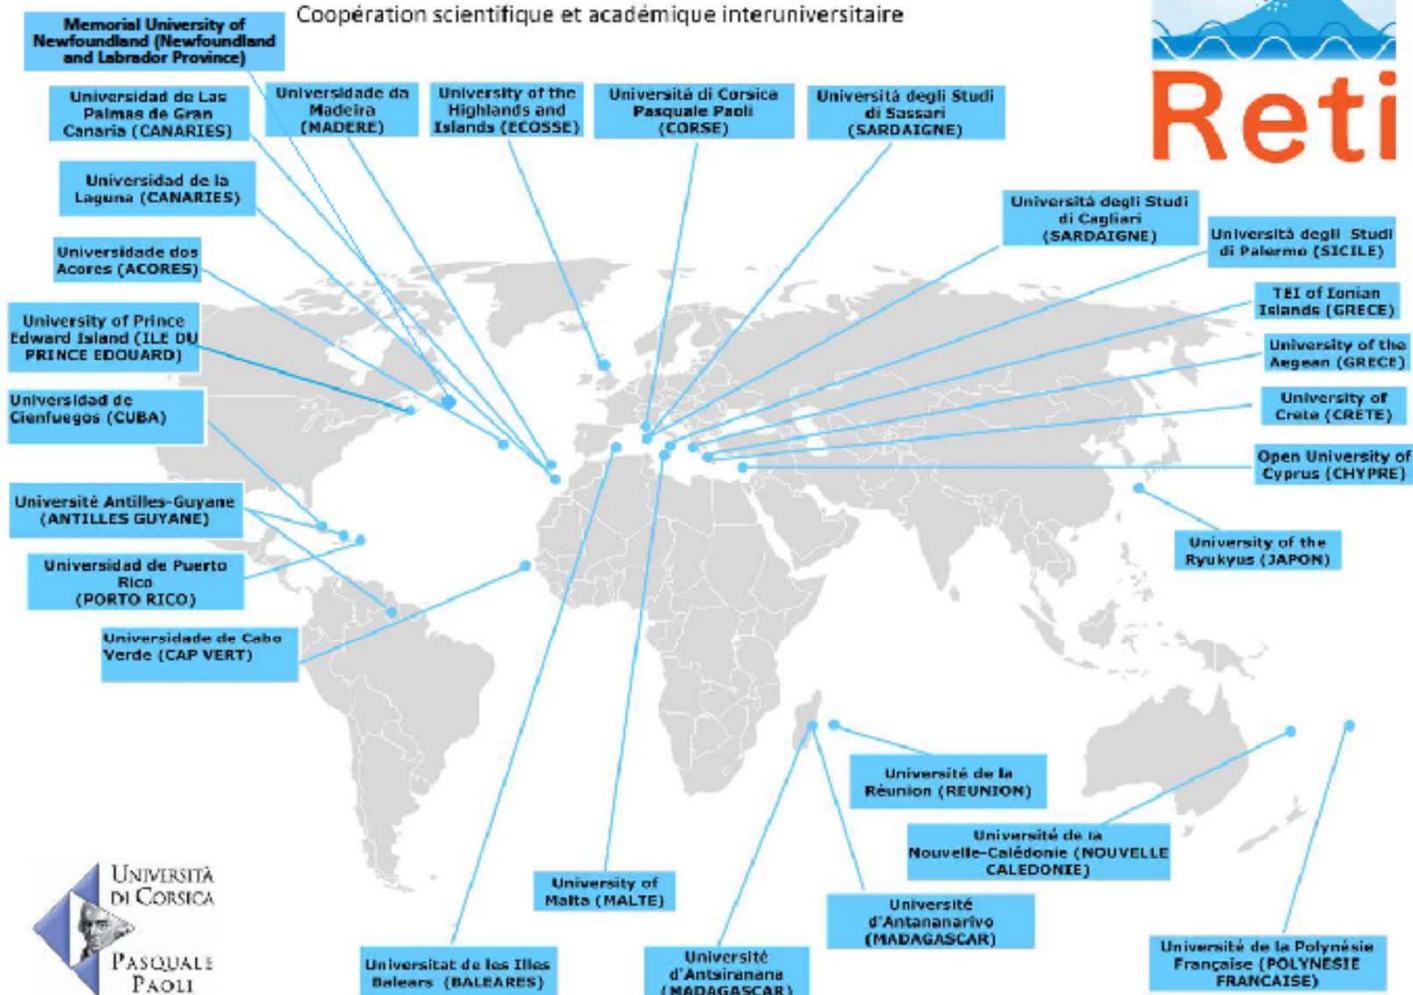 Coopération scientifique et académique interuniversitaire
Reti
Memorial University of
Newfoundland (Newfoundland
and Labrador Province)
Universidad de Las
Palmas de Gran
Canaria (CANARIES)
Universidade da
Madeira
(MADERE)
University of the
Highlands and
Islands (ECOSSE)
Universitá di Corsica
Pasquale Paoli
(CORSE)
Universitá degli Studi
di Sassari
(SARDAIGNE)
Universidad de la
Laguna (CANARIES)
Universitá degli Studi
di Cagliari
(SARDAIGNE)
Universitá degli Studi
di Palermo (SICILE)
Universidade dos
Acores (ACORES)
TEI of Ionian
Islands (GRECE)
University of Prince
Edward Island (ILE DU
PRINCE EDOUARD)
University of the
Aegean (GRECE)
Universidad de
Cienfuegos (CUBA)
University of
Crete (CRETE)
Open University of
Cyprus (CHYPRE)
Université Antilles-Guyane
(ANTILLES GUYANE)
University of the
Ryukyus (JAPON)
Universidad de Puerto
Rico
(PORTO RICO)
Universidade de Cabo
Verde (CAP VERT)
Université de la
Réunion (REUNION)
Université de la
Nouvelle-Calédonie (NOUVELLE
CALEDONIE)
University of
Malta (MALTE)
Université
d'Antananarivo
(MADAGASCAR)
Universitat de les Illes
Balears (BALEARES)
Université
d'Antsiranana
(MADAGASCAR)
Université de la Polynésie
Française (POLYNESIE
FRANCAISE)
UNIVERSITÀ
DI CORSICA
PASQUALE
PAOLI